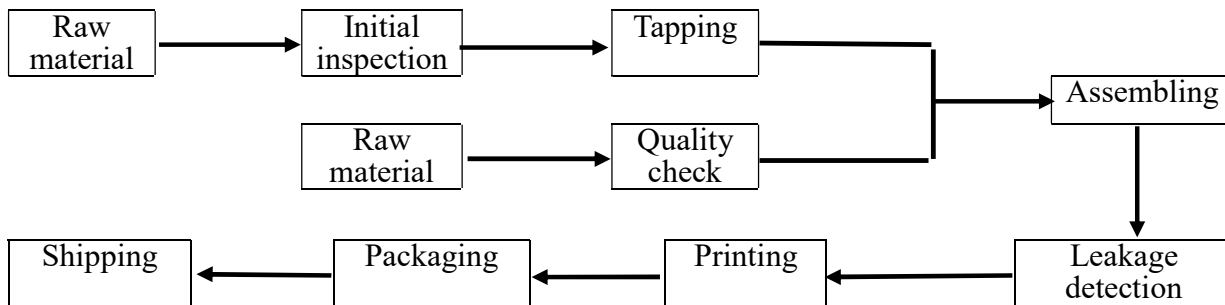 Raw
material
Initial
inspection
Tapping
Assembling
Raw
material
Quality
check
Shipping
Packaging
Printing
Leakage
detection